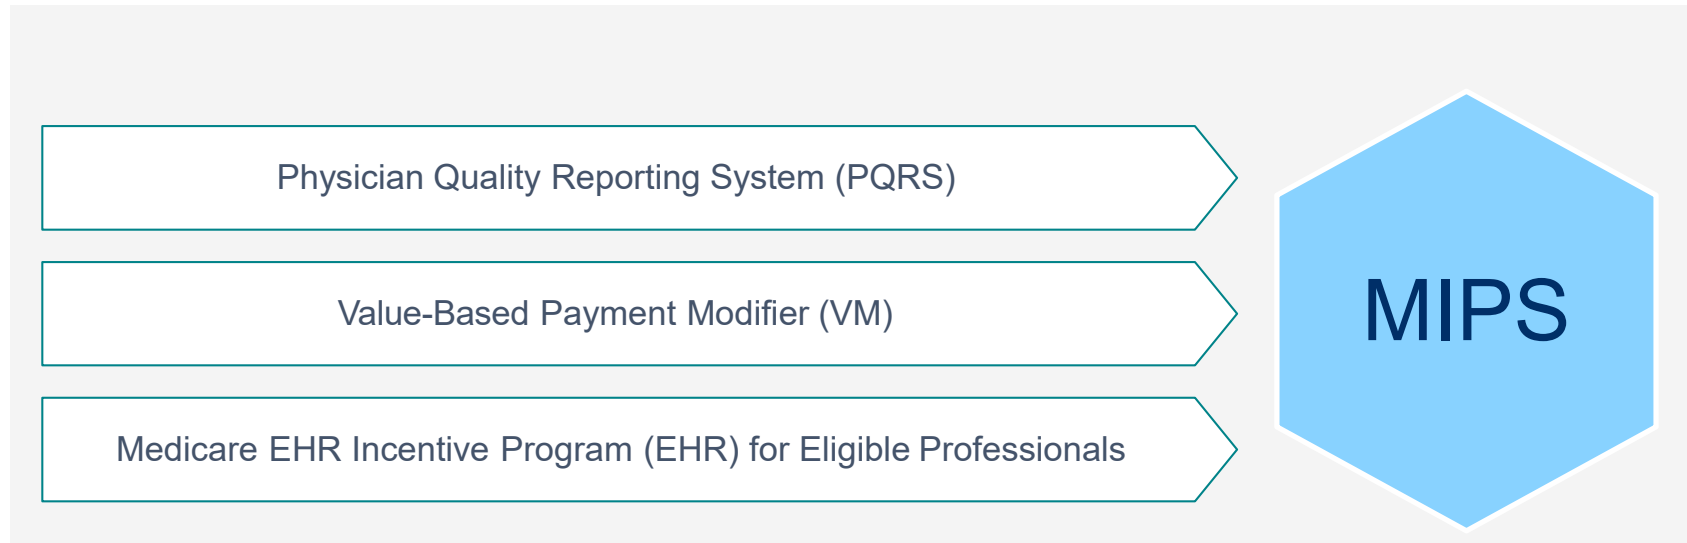 Physician Quality Reporting System (PQRS)
Value-Based Payment Modifier (VM)
Medicare EHR Incentive Program (EHR) for Eligible Professionals
MIPS